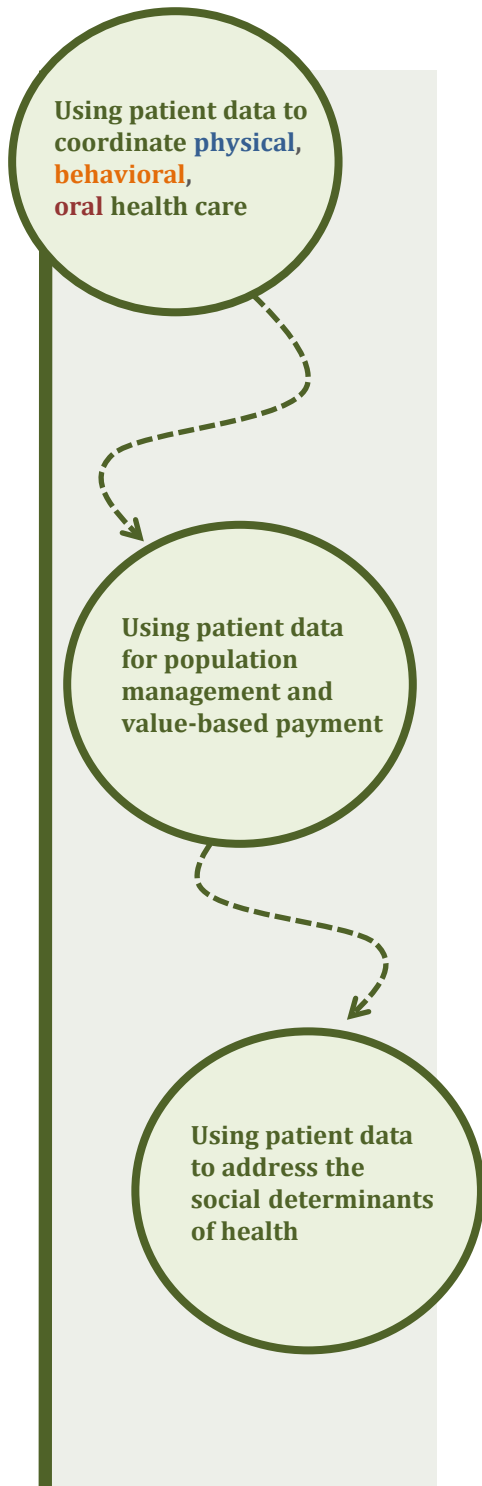 Using patient data to
coordinate physical,
behavioral,
oral health care
Using patient data
for population
management and
value-based payment
Using patient data
to address the
social determinants
of health